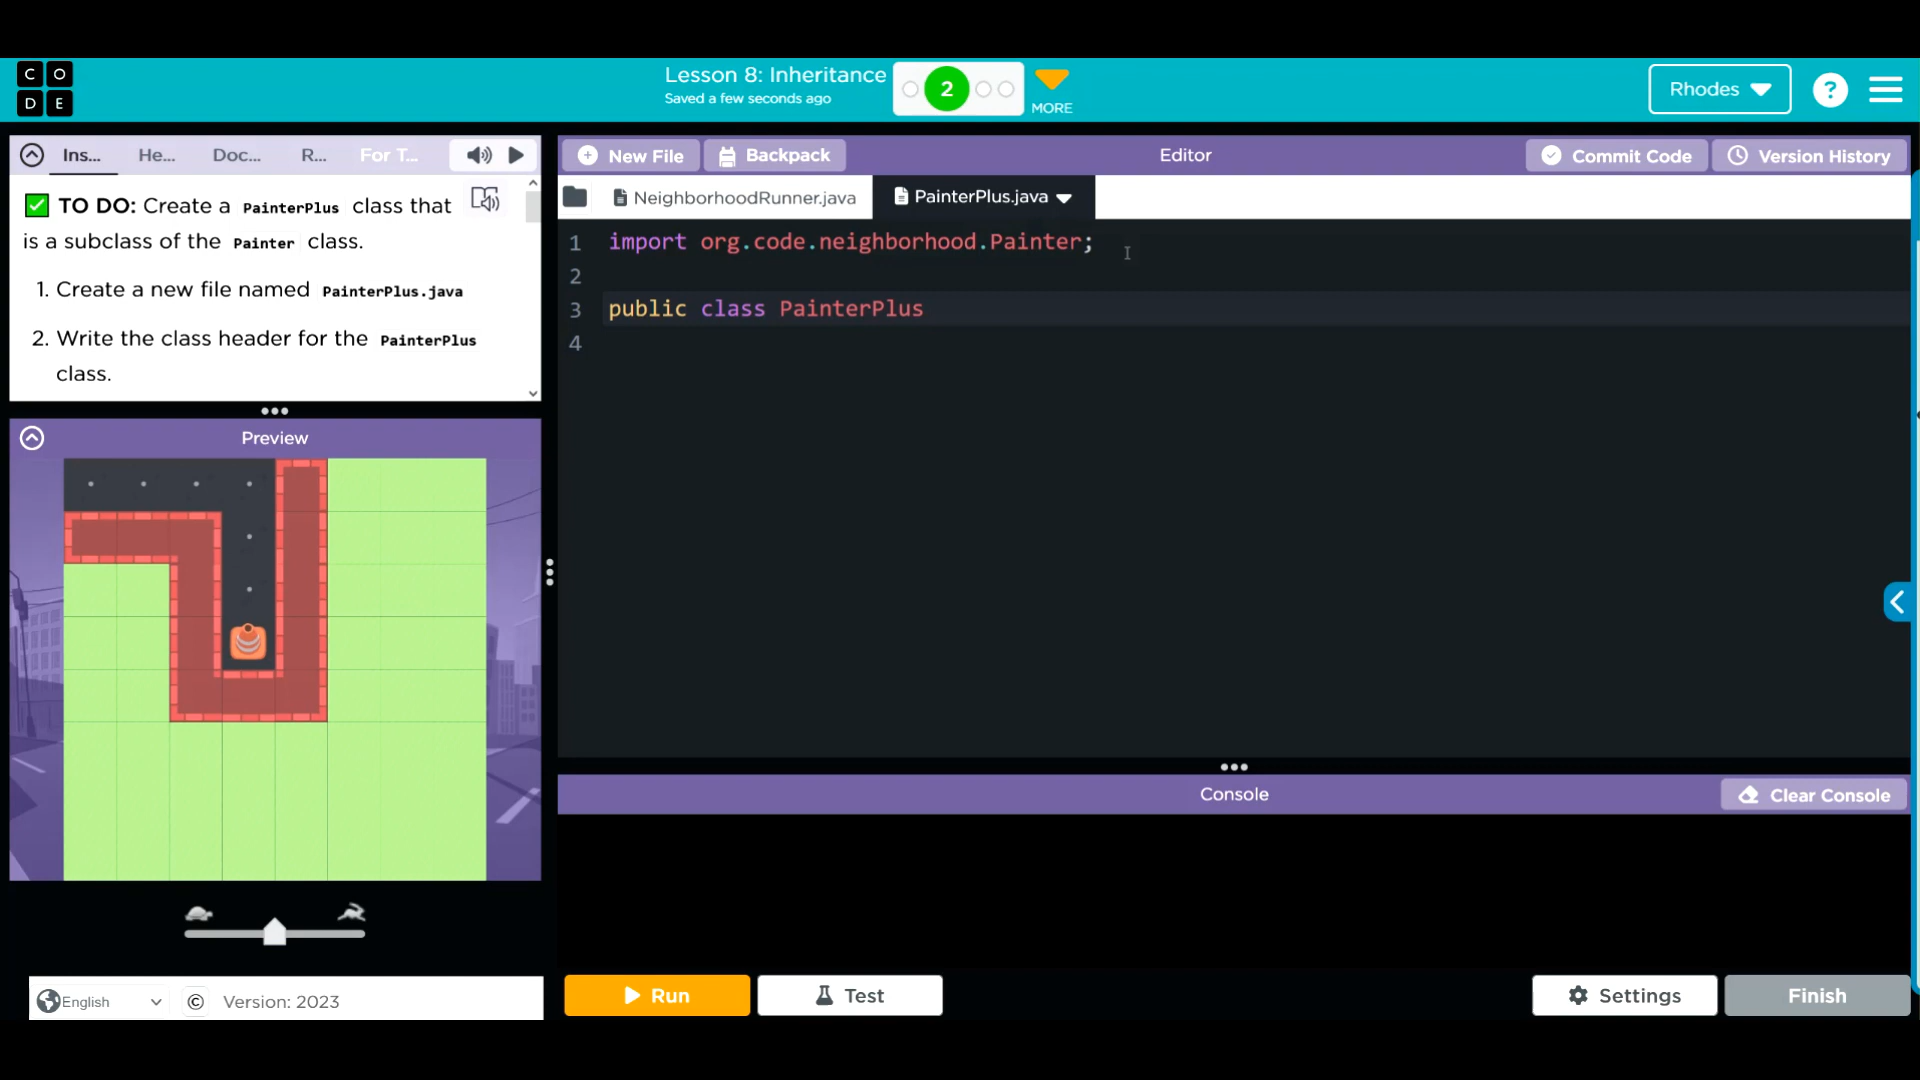 C O
D E
Lesson 8: Inheritance
Saved a few seconds ago
2
MORE
Rhodes
?
Ins... He... Doc... R... For T...
New File Backpack Editor Commit Code Version History
NeighborhoodRunner.java PainterPlus.java
TO DO: Create a PainterPlus class that
is a subclass of the Painter class.
1. Create a new file named PainterPlus.java
2. Write the class header for the PainterPlus
class.
1 import org.code.neighborhood.Painter;
2
3 public class PainterPlus
4
Preview
Console Clear Console
English © Version: 2023
Run Test Settings Finish